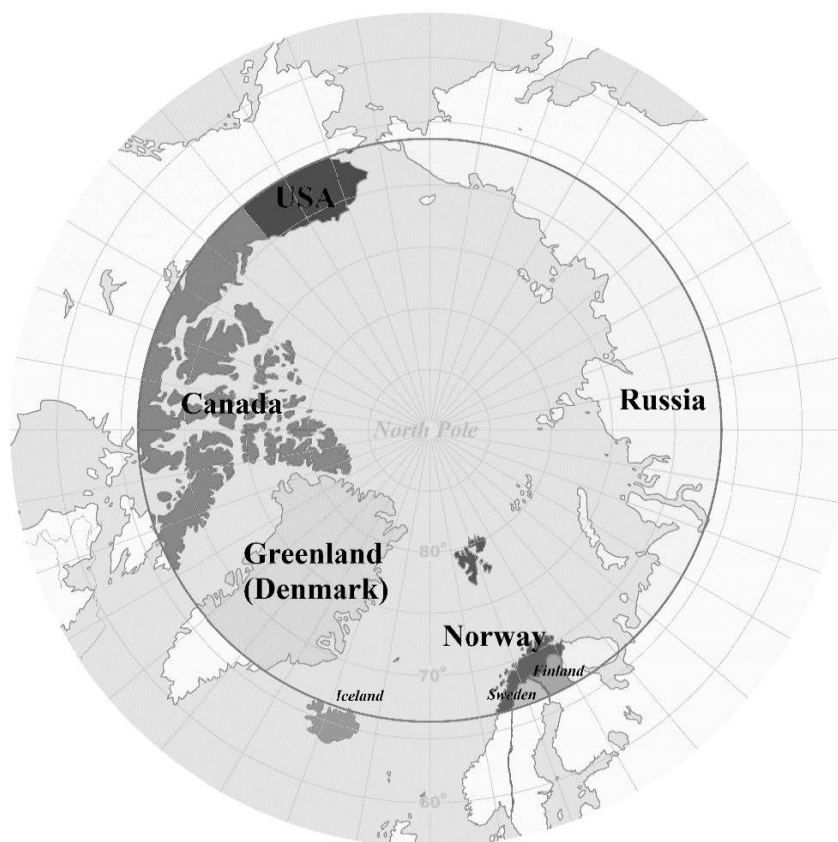 USA
Canada
Russia
North Pole
Greenland
(Denmark)
80°
Norway
Finland
70°
Iceland
Sweden
60°